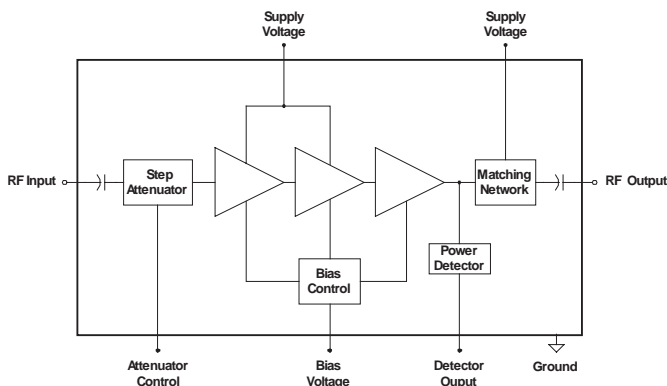 Supply
Voltage
Supply
Voltage
RF Input
Step
Attenuator
Matching
Network
RF Output
Power
Detector
Bias
Control
Attenuator
Control
Bias
Voltage
Detector
Ouput
Ground